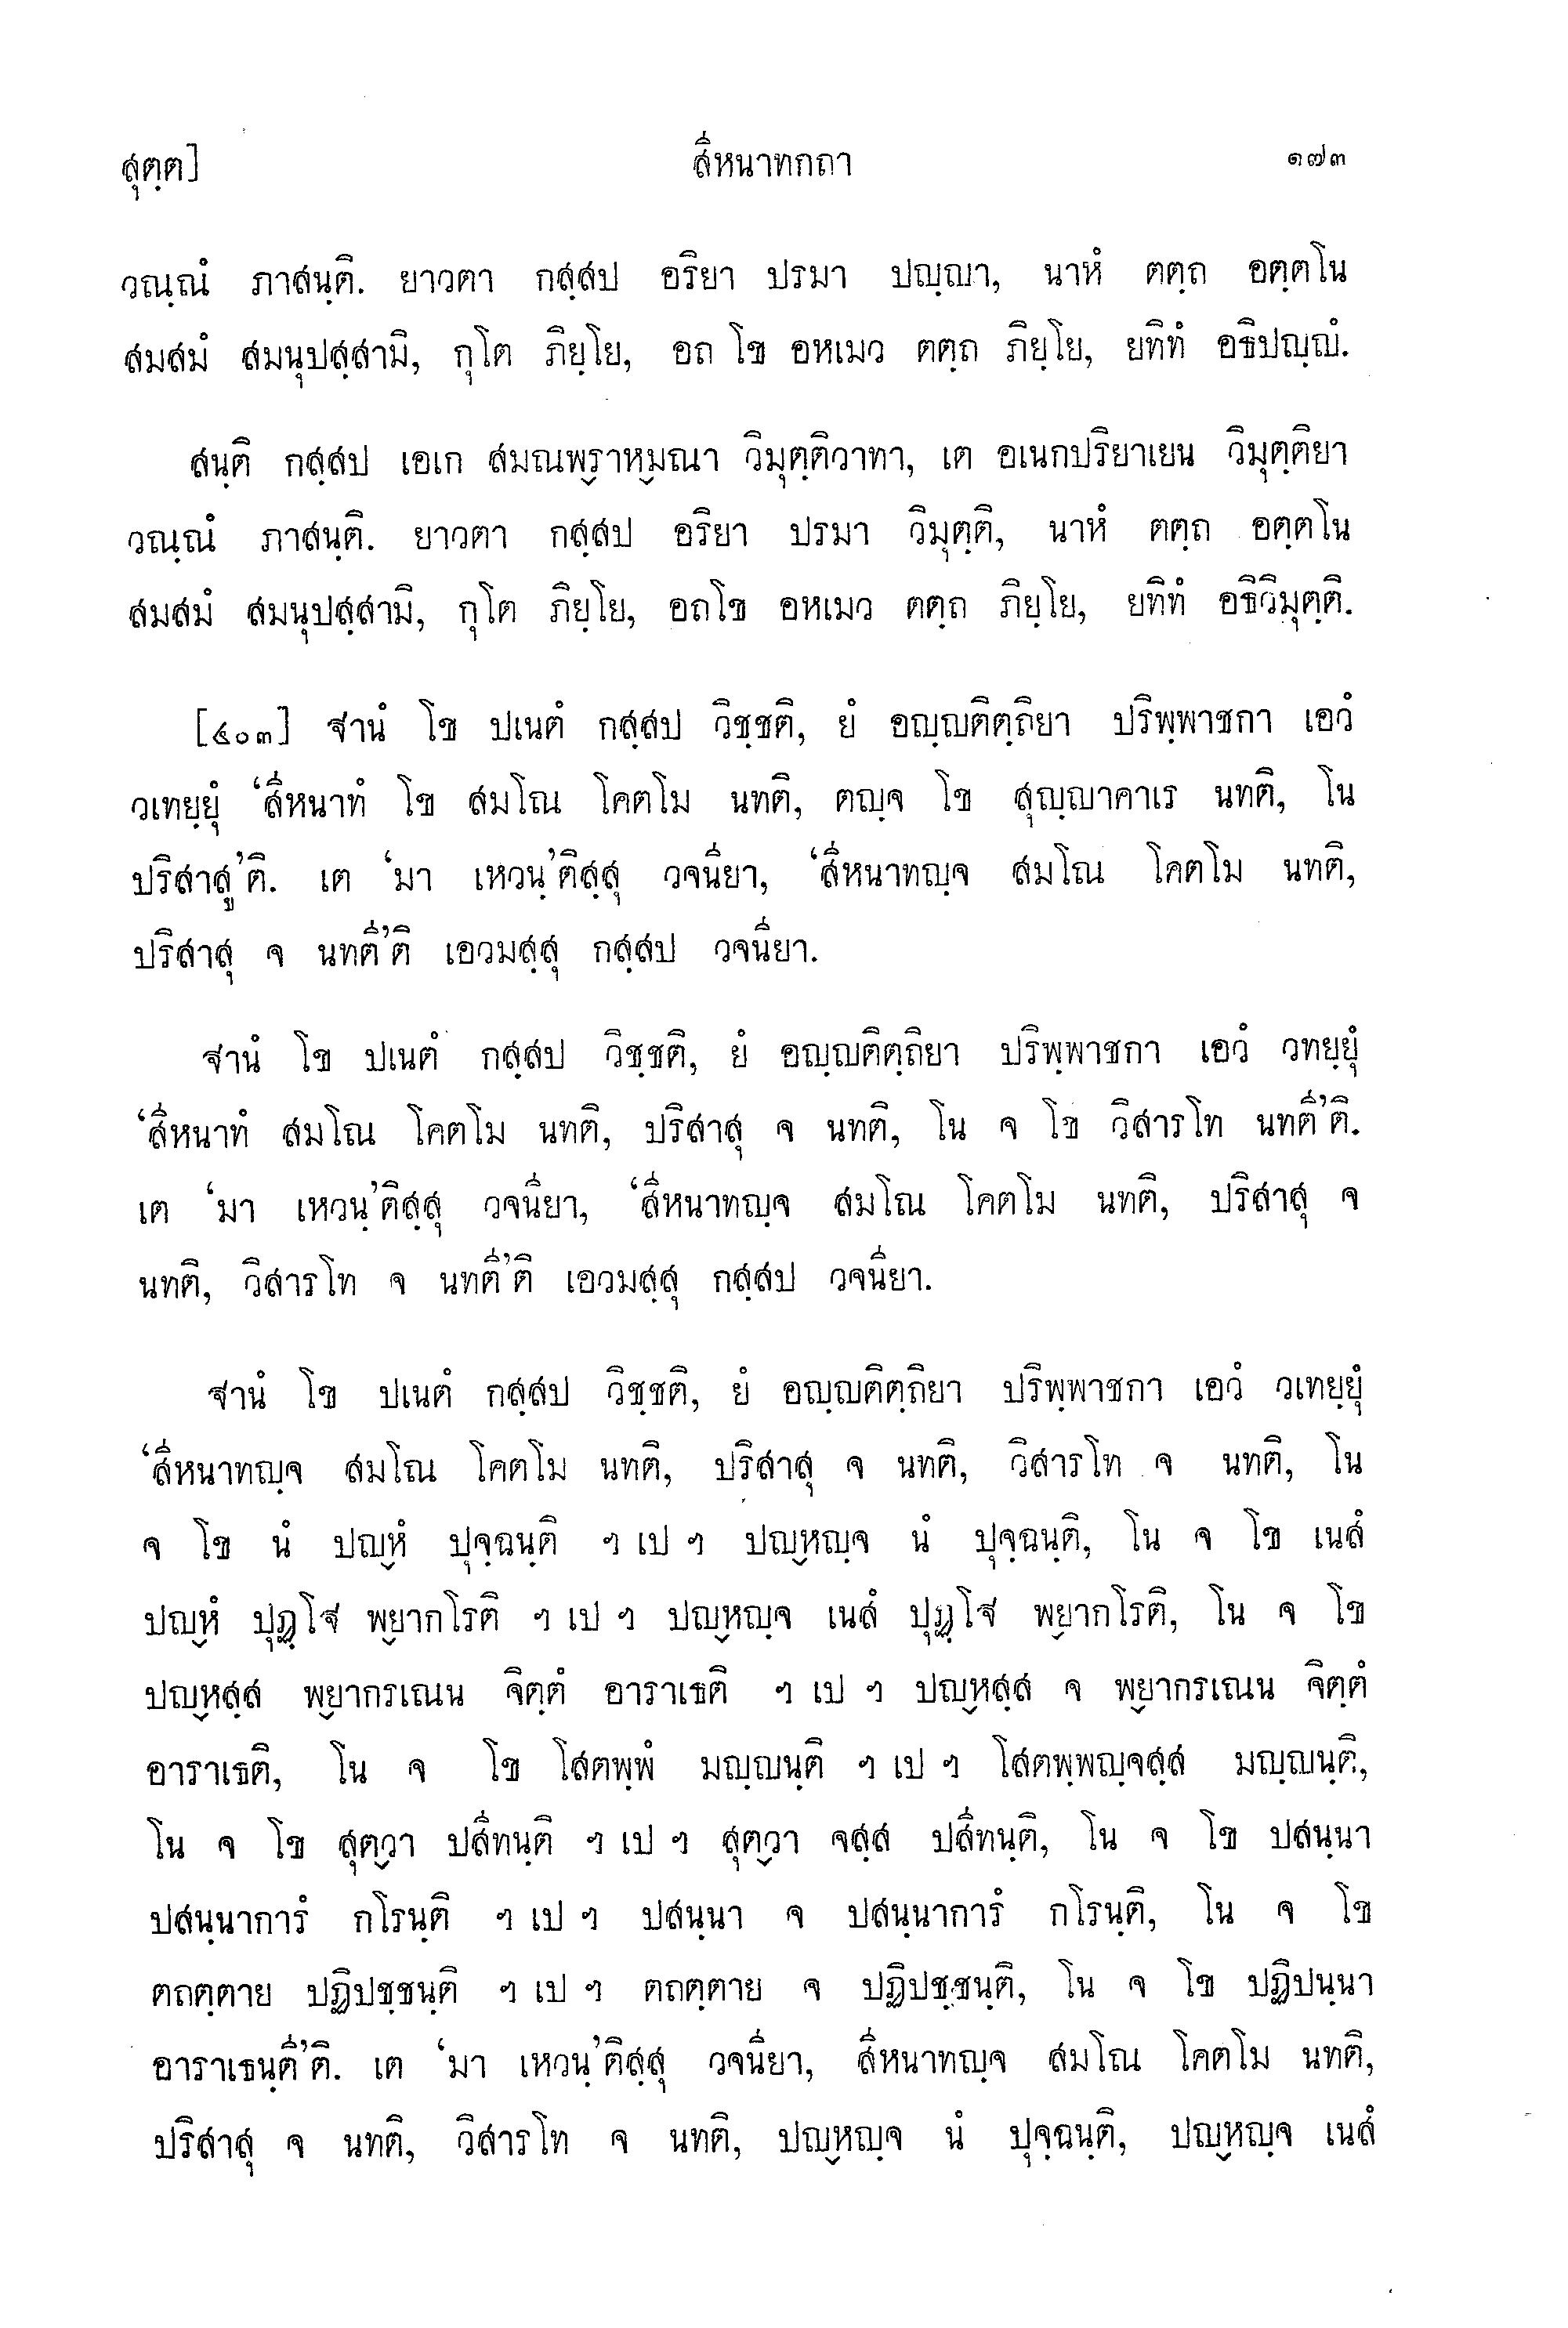 สุตฺต] สีหนาทกถา ๑๗๓
วณฺณํ ภาสนฺติ. ยาวตา กสฺสป อริยา ปรมา ปญฺญา, นาหํ ตตฺถ อตฺตโน
สมสมํ สมนุปสฺสามิ, กุโต ภิยฺโย, อถ โข อหเมว ตตฺถ ภิยฺโย, ยทิทํ อธิปญฺญํ.
สนฺติ กสฺสป เอเก สมณพ๎ราห๎มณา วิมุตฺติวาทา, เต อเนกปริยาเยน วิมุตฺติยา
วณฺณํ ภาสนฺติ. ยาวตา กสฺสป อริยา ปรมา วิมุตฺติ, นาหํ ตตฺถ อตฺตโน
สมสมํ สมนุปสฺสามิ, กุโต ภิยฺโย, อถโข อหเมว ตตฺถ ภิยฺโย, ยทิทํ อธิวิมุตฺติ.
[๔๐๓] ฐานํ โข ปเนตํ กสฺสป วิชฺชติ, ยํ อญฺญติตฺถิยา ปริพฺพาชกา เอวํ
วเทยฺยุํ ‘สีหนาทํ โข สมโณ โคตโม นทติ, ตญฺจ โข สุญฺญาคาเร นทติ, โน
ปริสาสู’ติ. เต ‘มา เหวนฺ’ติสฺสุ วจนียา, ‘สีหนาทญฺจ สมโณ โคตโม นทติ,
ปริสาสุ จ นทตี’ติ เอวมสฺสุ กสฺสป วจนียา.
ฐานํ โข ปเนตํ กสฺสป วิชฺชติ, ยํ อญฺญติตฺถิยา ปริพฺพาชกา เอวํ วทยฺยุํ
‘สีหนาทํ สมโณ โคตโม นทติ, ปริสาสุ จ นทติ, โน จ โข วิสารโท นทตี’ติ.
เต ‘มา เหวนฺ’ติสฺสุ วจนียา, ‘สีหนาทญฺจ สมโณ โคตโม นทติ, ปริสาสุ จ
นทติ, วิสารโท จ นทตี’ติ เอวมสฺสุ กสฺสป วจนียา.
ฐานํ โข ปเนตํ กสฺสป วิชฺชติ, ยํ อญฺญติตฺถิยา ปริพฺพาชกา เอวํ วเทยฺยุํ
‘สีหนาทญฺจ สมโณ โคตโม นทติ, ปริสาสุ จ นทติ, วิสารโท จ นทติ, โน
จ โข นํ ปญ๎หํ ปุจฺฉนฺติ ฯ เป ฯ ปญ๎หญฺจ นํ ปุจฺฉนฺติ, โน จ โข เนสํ
ปญ๎หํ ปุฏฺโฐ พ๎ยากโรติ ฯ เป ฯ ปญ๎หญฺจ เนสํ ปุฏฺโฐ พ๎ยากโรติ, โน จ โข
ปญ๎หสฺส พ๎ยากรเณน จิตฺตํ อาราเธติ ฯ เป ฯ ปญ๎หสฺส จ พ๎ยากรเณน จิตฺตํ
อาราเธติ, โน จ โข โสตพฺพํ มญฺญนฺติ ฯ เป ฯ โสตพฺพญฺจสฺส มญฺญนฺติ,
โน จ โข สุต๎วา ปสีทนฺติ ฯ เป ฯ สุต๎วา จสฺส ปสีทนฺติ, โน จ โข ปสนฺนา
ปสนฺนาการํ กโรนฺติ ฯ เป ฯ ปสนฺนา จ ปสนฺนาการํ กโรนฺติ, โน จ โข
ตถตฺตาย ปฏิปชฺชนฺติ ฯ เป ฯ ตถตฺตาย จ ปฏิปชฺชนฺติ, โน จ โข ปฏิปนฺนา
อาราเธนฺตี’ติ. เต ‘มา เหวนฺ’ติสฺสุ วจนียา, สีหนาทญฺจ สมโณ โคตโม นทติ,
ปริสาสุ จ นทติ, วิสารโท จ นทติ, ปญ๎หญฺจ นํ ปุจฺฉนฺติ, ปญ๎หญฺจ เนสํ